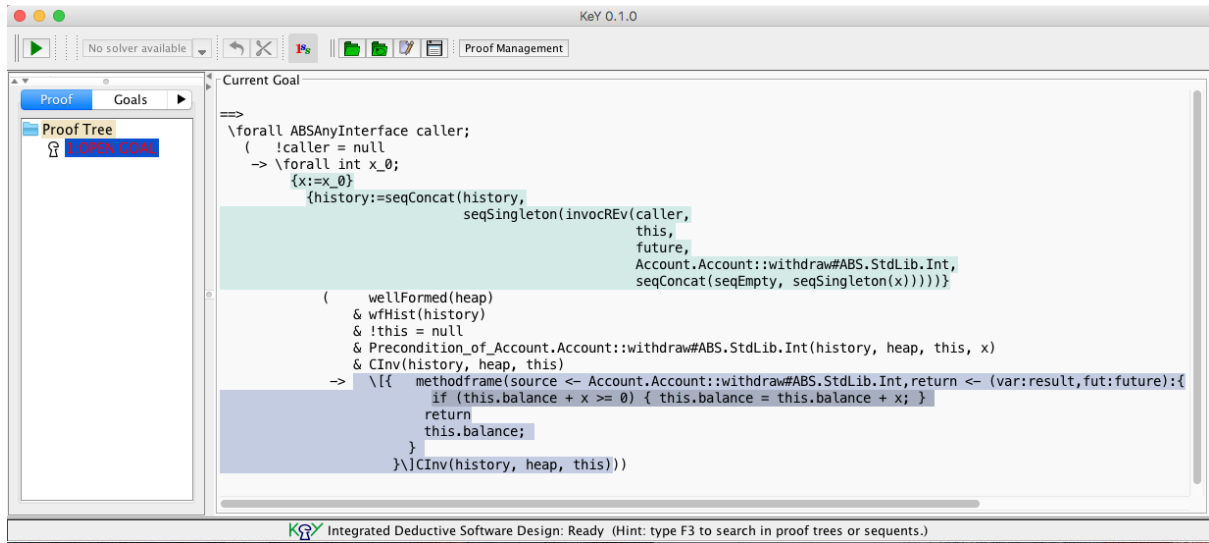 KeY 0.1.0
No solver available
Proof Management
Proof Goals
Proof Tree
1:OPEN GOAL
Current Goal
==>
\forall ABSAnyInterface caller;
( !caller = null
-> \forall int x_0;
{x:=x_0}
{history:=seqConcat(history,
seqSingleton(invocREv(caller,
this,
future,
Account.Account::withdraw#ABS.StdLib.Int,
seqConcat(seqEmpty, seqSingleton(x)))))}
( wellFormed(heap)
& wfHist(history)
& !this = null
& Precondition_of_Account.Account::withdraw#ABS.StdLib.Int(history, heap, this, x)
& CInv(history, heap, this)
-> \[{ methodframe(source <- Account.Account::withdraw#ABS.StdLib.Int,return <- (var:result,fut:future):{
if (this.balance + x >= 0) { this.balance = this.balance + x; }
return
this.balance;
}
}\]CInv(history, heap, this)))
KeY Integrated Deductive Software Design: Ready (Hint: type F3 to search in proof trees or sequents.)